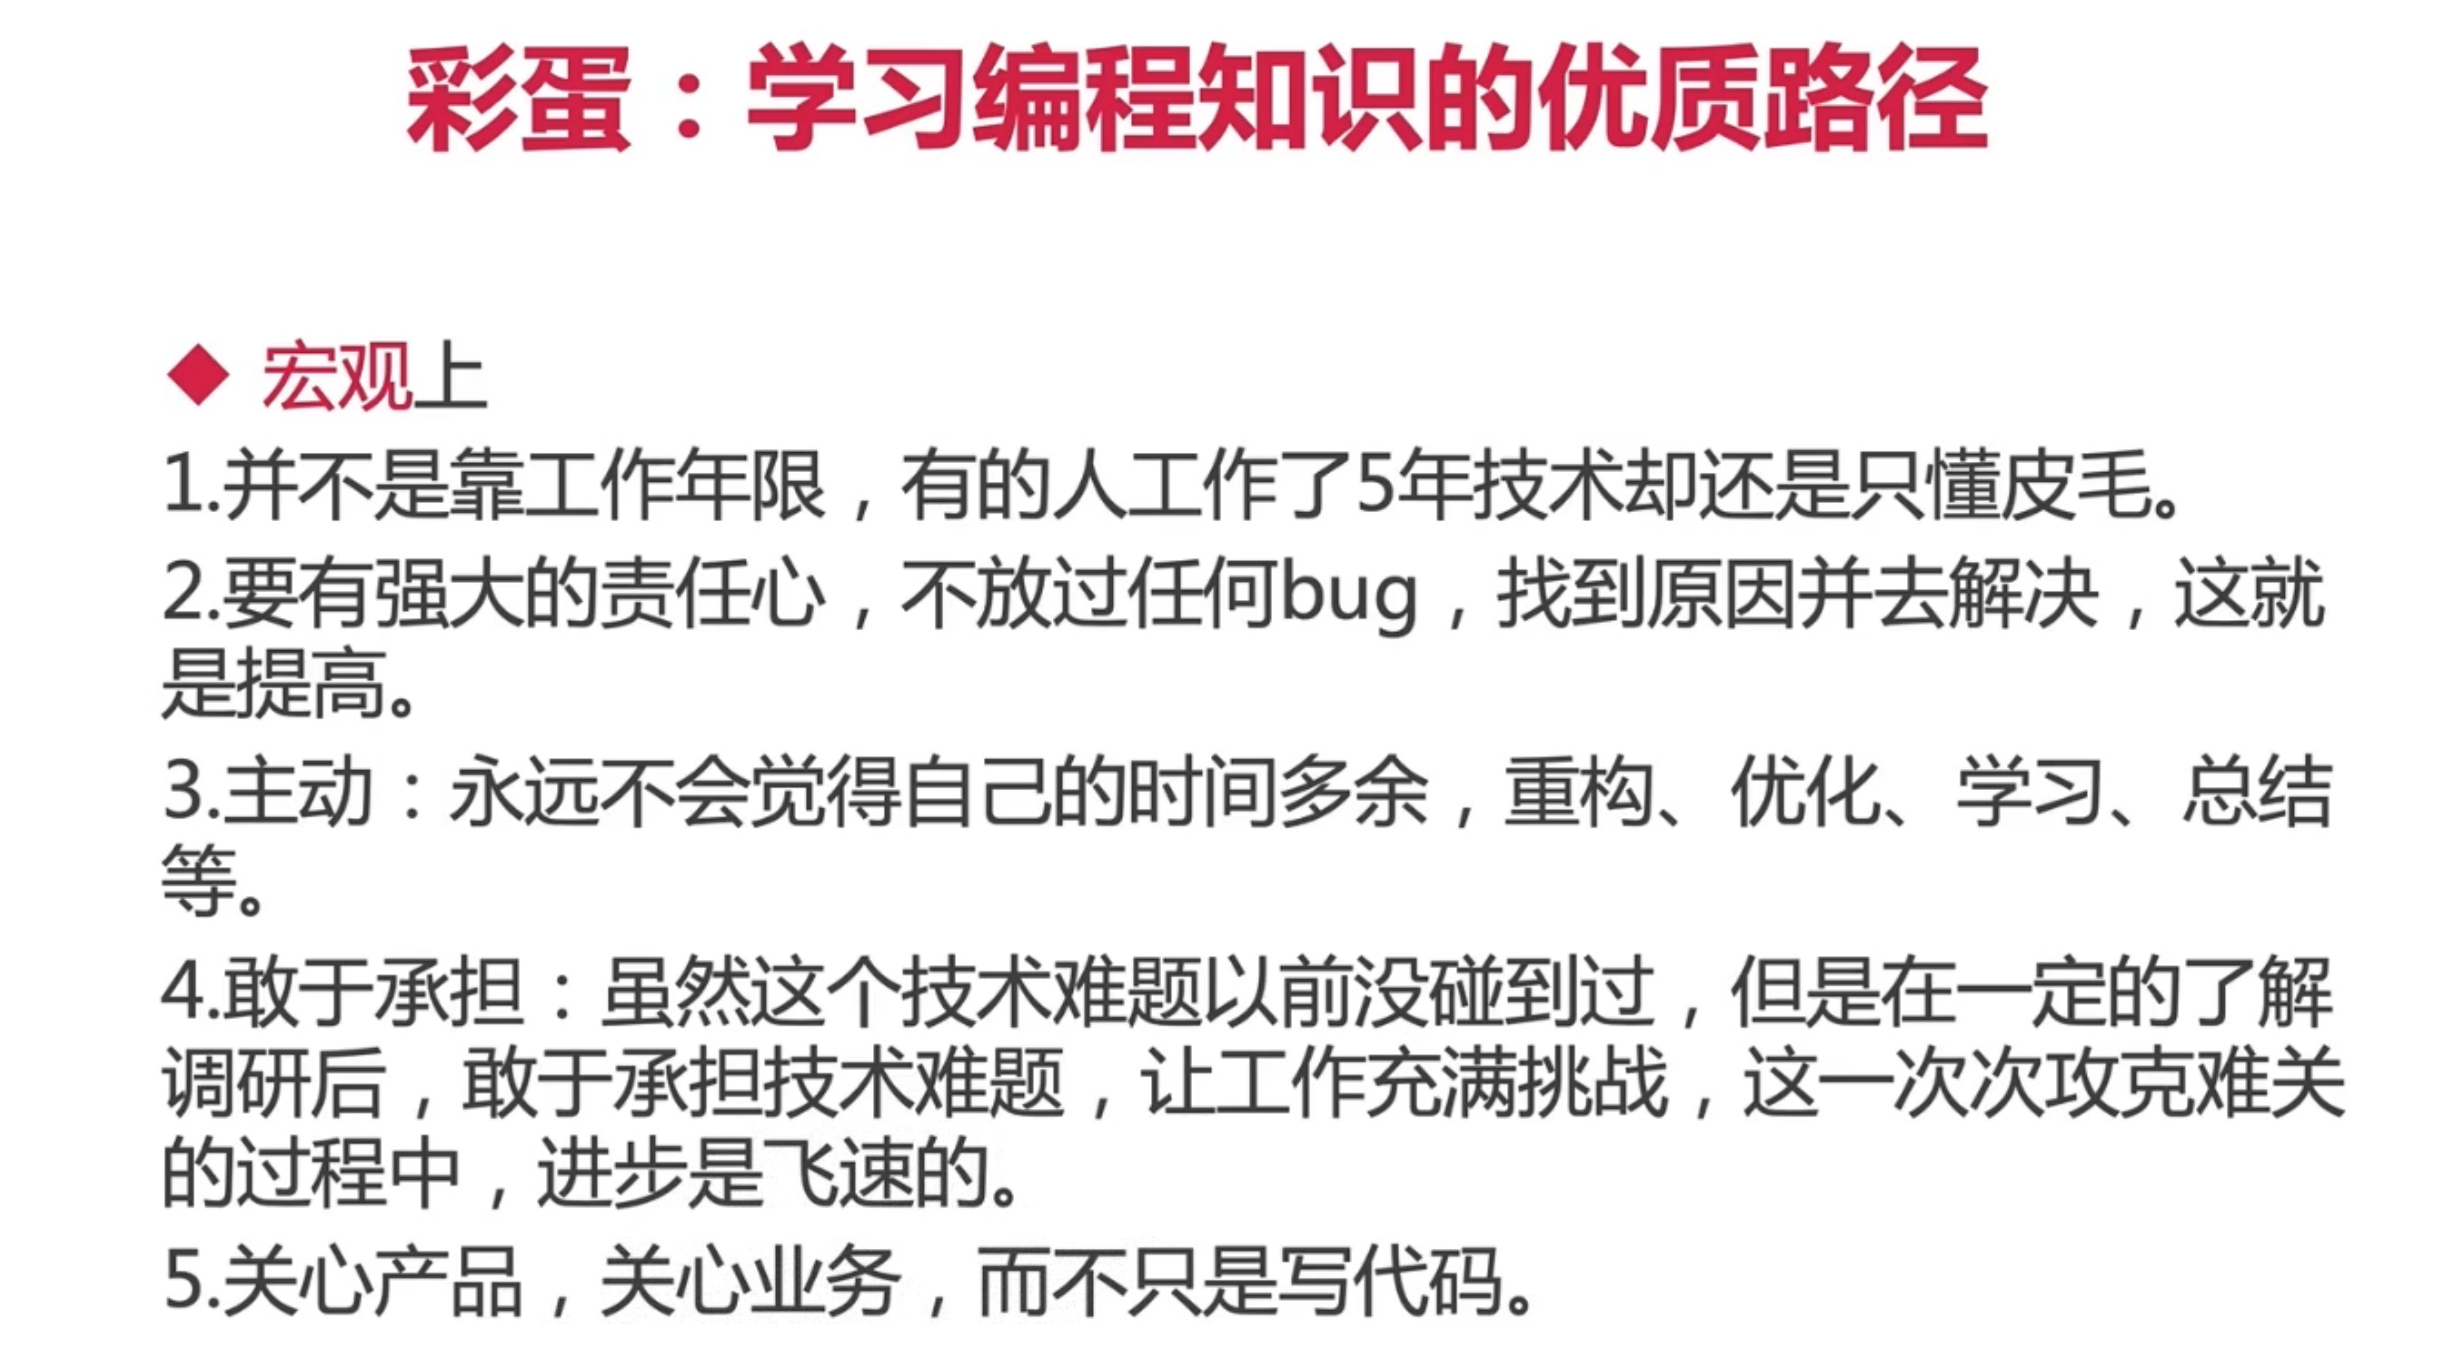 彩蛋：学习编程知识的优质路径
◆ 宏观上
1.并不是靠工作年限，有的人工作了5年技术却还是只懂皮毛。
2.要有强大的责任心，不放过任何bug，找到原因并去解决，这就
是提高。
3.主动：永远不会觉得自己的时间多余，重构、优化、学习、总结
等。
4.敢于承担：虽然这个技术难题以前没碰到过，但是在一定的了解
调研后，敢于承担技术难题，让工作充满挑战，这一次次攻克难关
的过程中，进步是飞速的。
5.关心产品，关心业务，而不只是写代码。